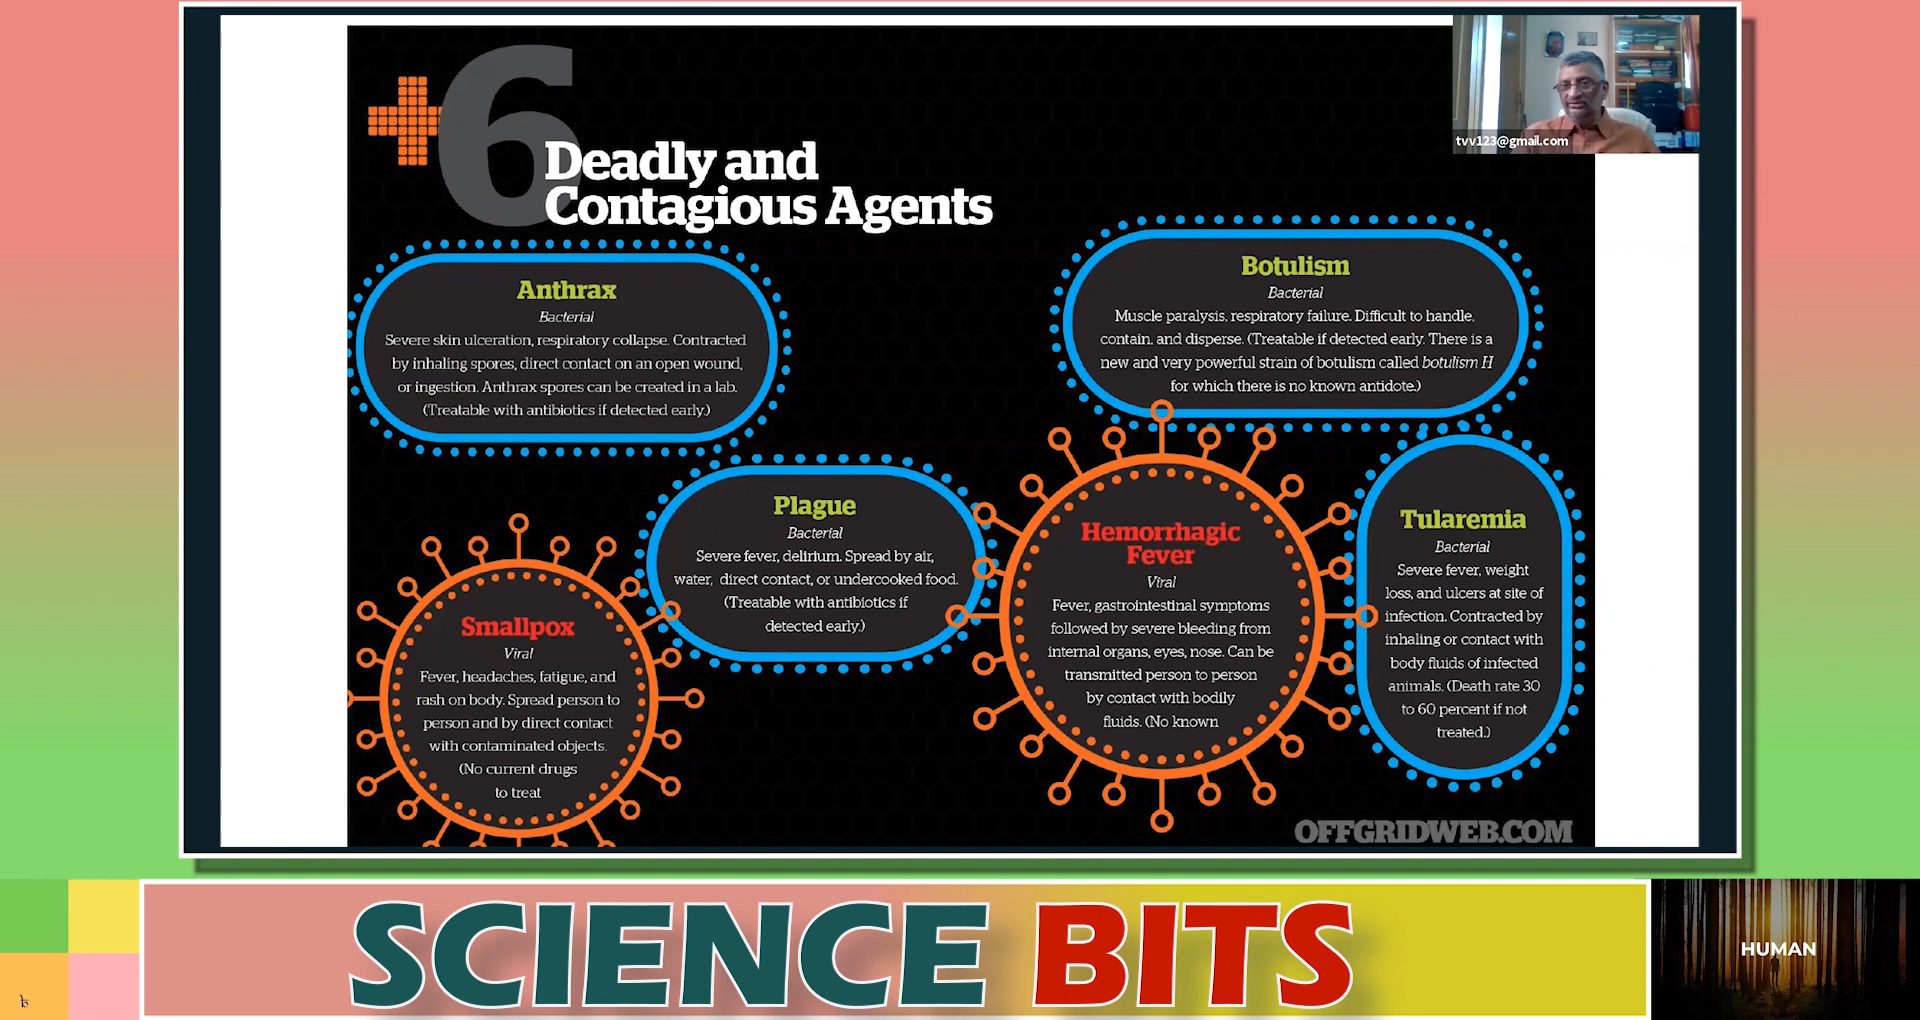 6
Deadly and
Contagious Agents
tvv123@gmail.com
Anthrax
Bacterial
Severe skin ulceration, respiratory collapse. Contracted
by inhaling spores, direct contact on an open wound,
or ingestion. Anthrax spores can be created in a lab.
(Treatable with antibiotics if detected early.)
Botulism
Bacterial
Muscle paralysis, respiratory failure. Difficult to handle,
contain, and disperse. (Treatable if detected early. There is a
new and very powerful strain of botulism called botulism H
for which there is no known antidote.)
Plague
Bacterial
Severe fever, delirium. Spread by air,
water, direct contact, or undercooked food.
(Treatable with antibiotics if
detected early.)
Hemorrhagic
Fever
Viral
Fever, gastrointestinal symptoms
followed by severe bleeding from
internal organs, eyes, nose. Can be
transmitted person to person
by contact with bodily
fluids. (No known
Tularemia
Bacterial
Severe fever, weight
loss, and ulcers at site of
infection. Contracted by
inhaling or contact with
body fluids of infected
animals. (Death rate 30
to 60 percent if not
treated.)
Smallpox
Viral
Fever, headaches, fatigue, and
rash on body. Spread person to
person and by direct contact
with contaminated objects.
(No current drugs
to treat
OFFGRIDWEB.COM
SCIENCE BITS
HUMAN